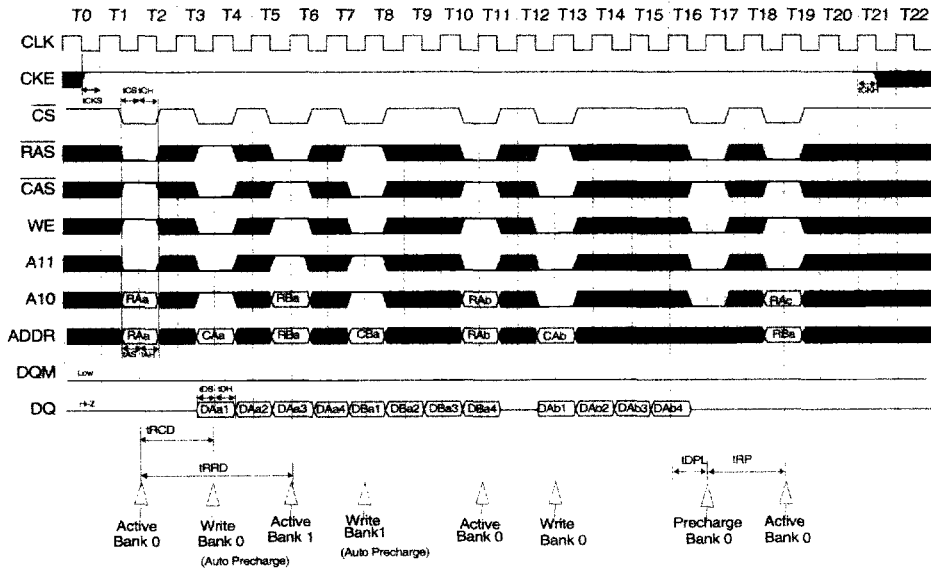 T0 T1 T2 T3 T4 T5 T6 T7 T8 T9 T10 T11 T12 T13 T14 T15 T16 T17 T18 T19 T20 T21 T22
CLK
CKE
tCKS tCS tCH tCKH
CS
RAS
CAS
WE
A11
A10 RAa RBa RAb RAc
ADDR RAa CAa RBa CBa RAb CAb RBa
tAS tAH
DQM Low
tDS tDH
DQ Hi-Z DAa1 DAa2 DAa3 DAa4 DBa1 DBa2 DBa3 DBa4 DAb1 DAb2 DAb3 DAb4
tRCD
tRRD
tDPL tRP
Active Bank 0
Write Bank 0 (Auto Precharge)
Active Bank 1
Write Bank1 (Auto Precharge)
Active Bank 0
Write Bank 0
Precharge Bank 0
Active Bank 0